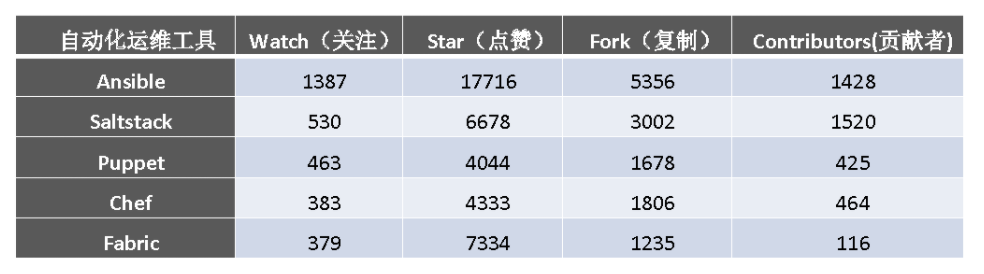 自动化运维工具 Watch（关注） Star（点赞） Fork（复制） Contributors(贡献者)
Ansible 1387 17716 5356 1428
Saltstack 530 6678 3002 1520
Puppet 463 4044 1678 425
Chef 383 4333 1806 464
Fabric 379 7334 1235 116